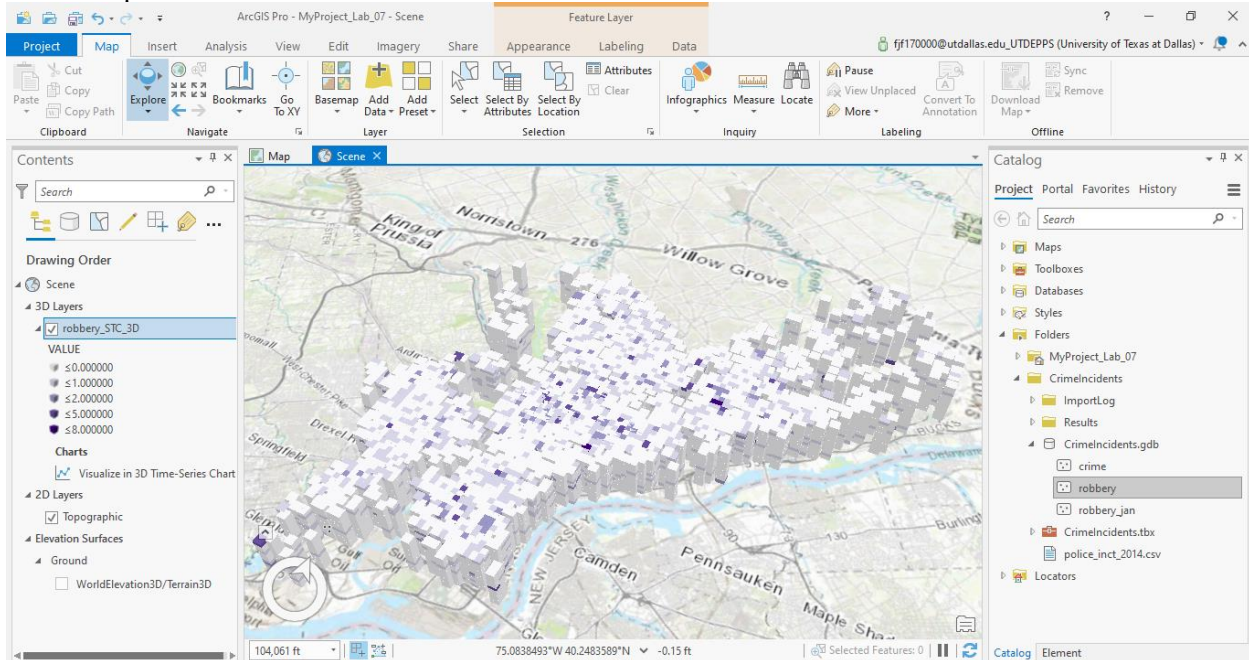 ArcGIS Pro - MyProject_Lab_07 - Scene
Feature Layer
?
Project Map Insert Analysis View Edit Imagery Share Appearance Labeling Data
fjf170000@utdallas.edu_UTDEPPS (University of Texas at Dallas)
Paste
Cut
Copy
Copy Path
Clipboard
Explore
Bookmarks
Go To XY
Navigate
Basemap
Add Data
Add Preset
Layer
Select
Select By Attributes
Select By Location
Attributes
Clear
Selection
Infographics
Measure
Locate
Inquiry
Pause
View Unplaced
More
Convert To Annotation
Labeling
Download Map
Sync
Remove
Offline
Contents
Search
Drawing Order
Scene
3D Layers
robbery_STC_3D
VALUE
≤0.000000
≤1.000000
≤2.000000
≤5.000000
≤8.000000
Charts
Visualize in 3D Time-Series Chart
2D Layers
Topographic
Elevation Surfaces
Ground
WorldElevation3D/Terrain3D
Map
Scene
King of Prussia
Norristown
276
Willow Grove
Springfield
Camden
Pennsauken
NEW JERSEY
BUCKS
Delaware
130
90
104,061 ft
75.0838493°W 40.2483589°N
-0.15 ft
Selected Features: 0
Catalog
Project Portal Favorites History
Search
Maps
Toolboxes
Databases
Styles
Folders
MyProject_Lab_07
CrimeIncidents
ImportLog
Results
CrimeIncidents.gdb
crime
robbery
robbery_jan
CrimeIncidents.tbx
police_inct_2014.csv
Locators
Catalog Element